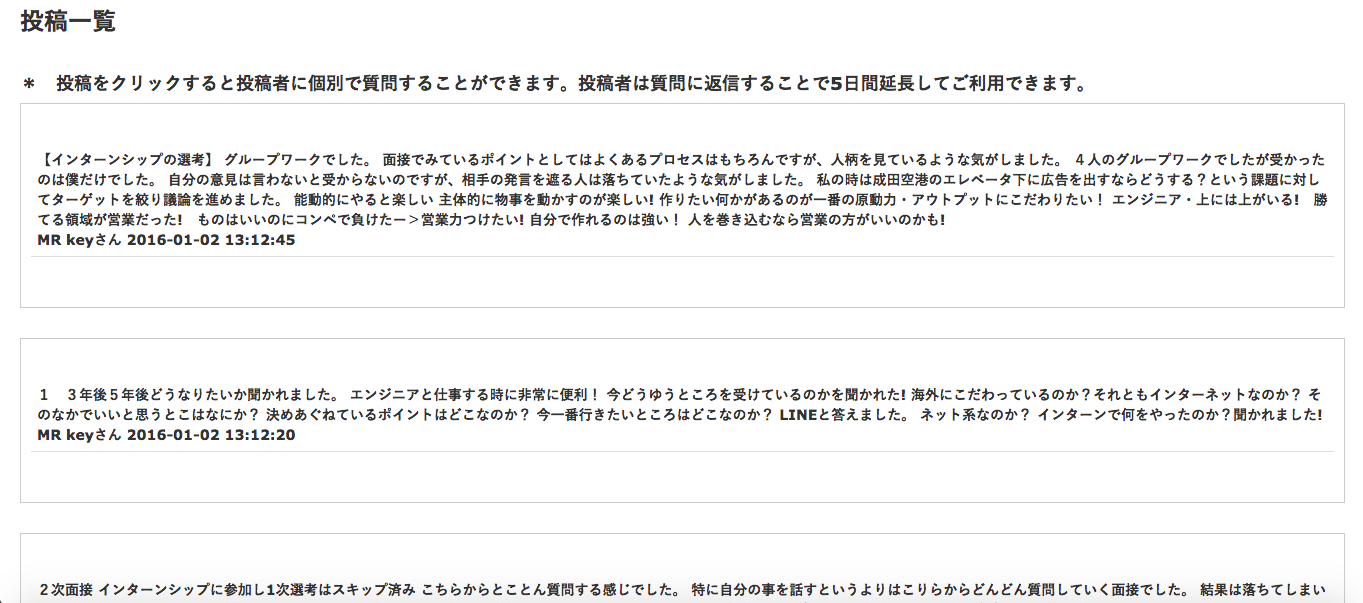 投稿一覧
*　投稿をクリックすると投稿者に個別で質問することができます。投稿者は質問に返信することで5日間延長してご利用できます。
【インターンシップの選考】 グループワークでした。 面接でみているポイントとしてはよくあるプロセスはもちろんですが、人柄を見ているような気がしました。 ４人のグループワークでしたが受かった
のは僕だけでした。 自分の意見は言わないと受からないのですが、相手の発言を遮る人は落ちていたような気がしました。 私の時は成田空港のエレベータ下に広告を出すならどうする？という課題に対し
てターゲットを絞り議論を進めました。 能動的にやると楽しい 主体的に物事を動かすのが楽しい! 作りたい何かがあるのが一番の原動力・アウトプットにこだわりたい！ エンジニア・上には上がいる!　勝
てる領域が営業だった!　ものはいいのにコンペで負けたー＞営業力つけたい! 自分で作れるのは強い！ 人を巻き込むなら営業の方がいいのかも!
MR keyさん 2016-01-02 13:12:45
１　３年後５年後どうなりたいか聞かれました。 エンジニアと仕事する時に非常に便利！ 今どうゆうところを受けているのかを聞かれた! 海外にこだわっているのか？それともインターネットなのか？ そ
のなかでいいと思うとこはなにか？ 決めあぐねているポイントはどこなのか？ 今一番行きたいところはどこなのか？ LINEと答えました。 ネット系なのか？ インターンで何をやったのか？聞かれました!
MR keyさん 2016-01-02 13:12:20
２次面接 インターンシップに参加し1次選考はスキップ済み こちらからとことん質問する感じでした。 特に自分の事を話すというよりはこりらからどんどん質問していく面接でした。 結果は落ちてしまい